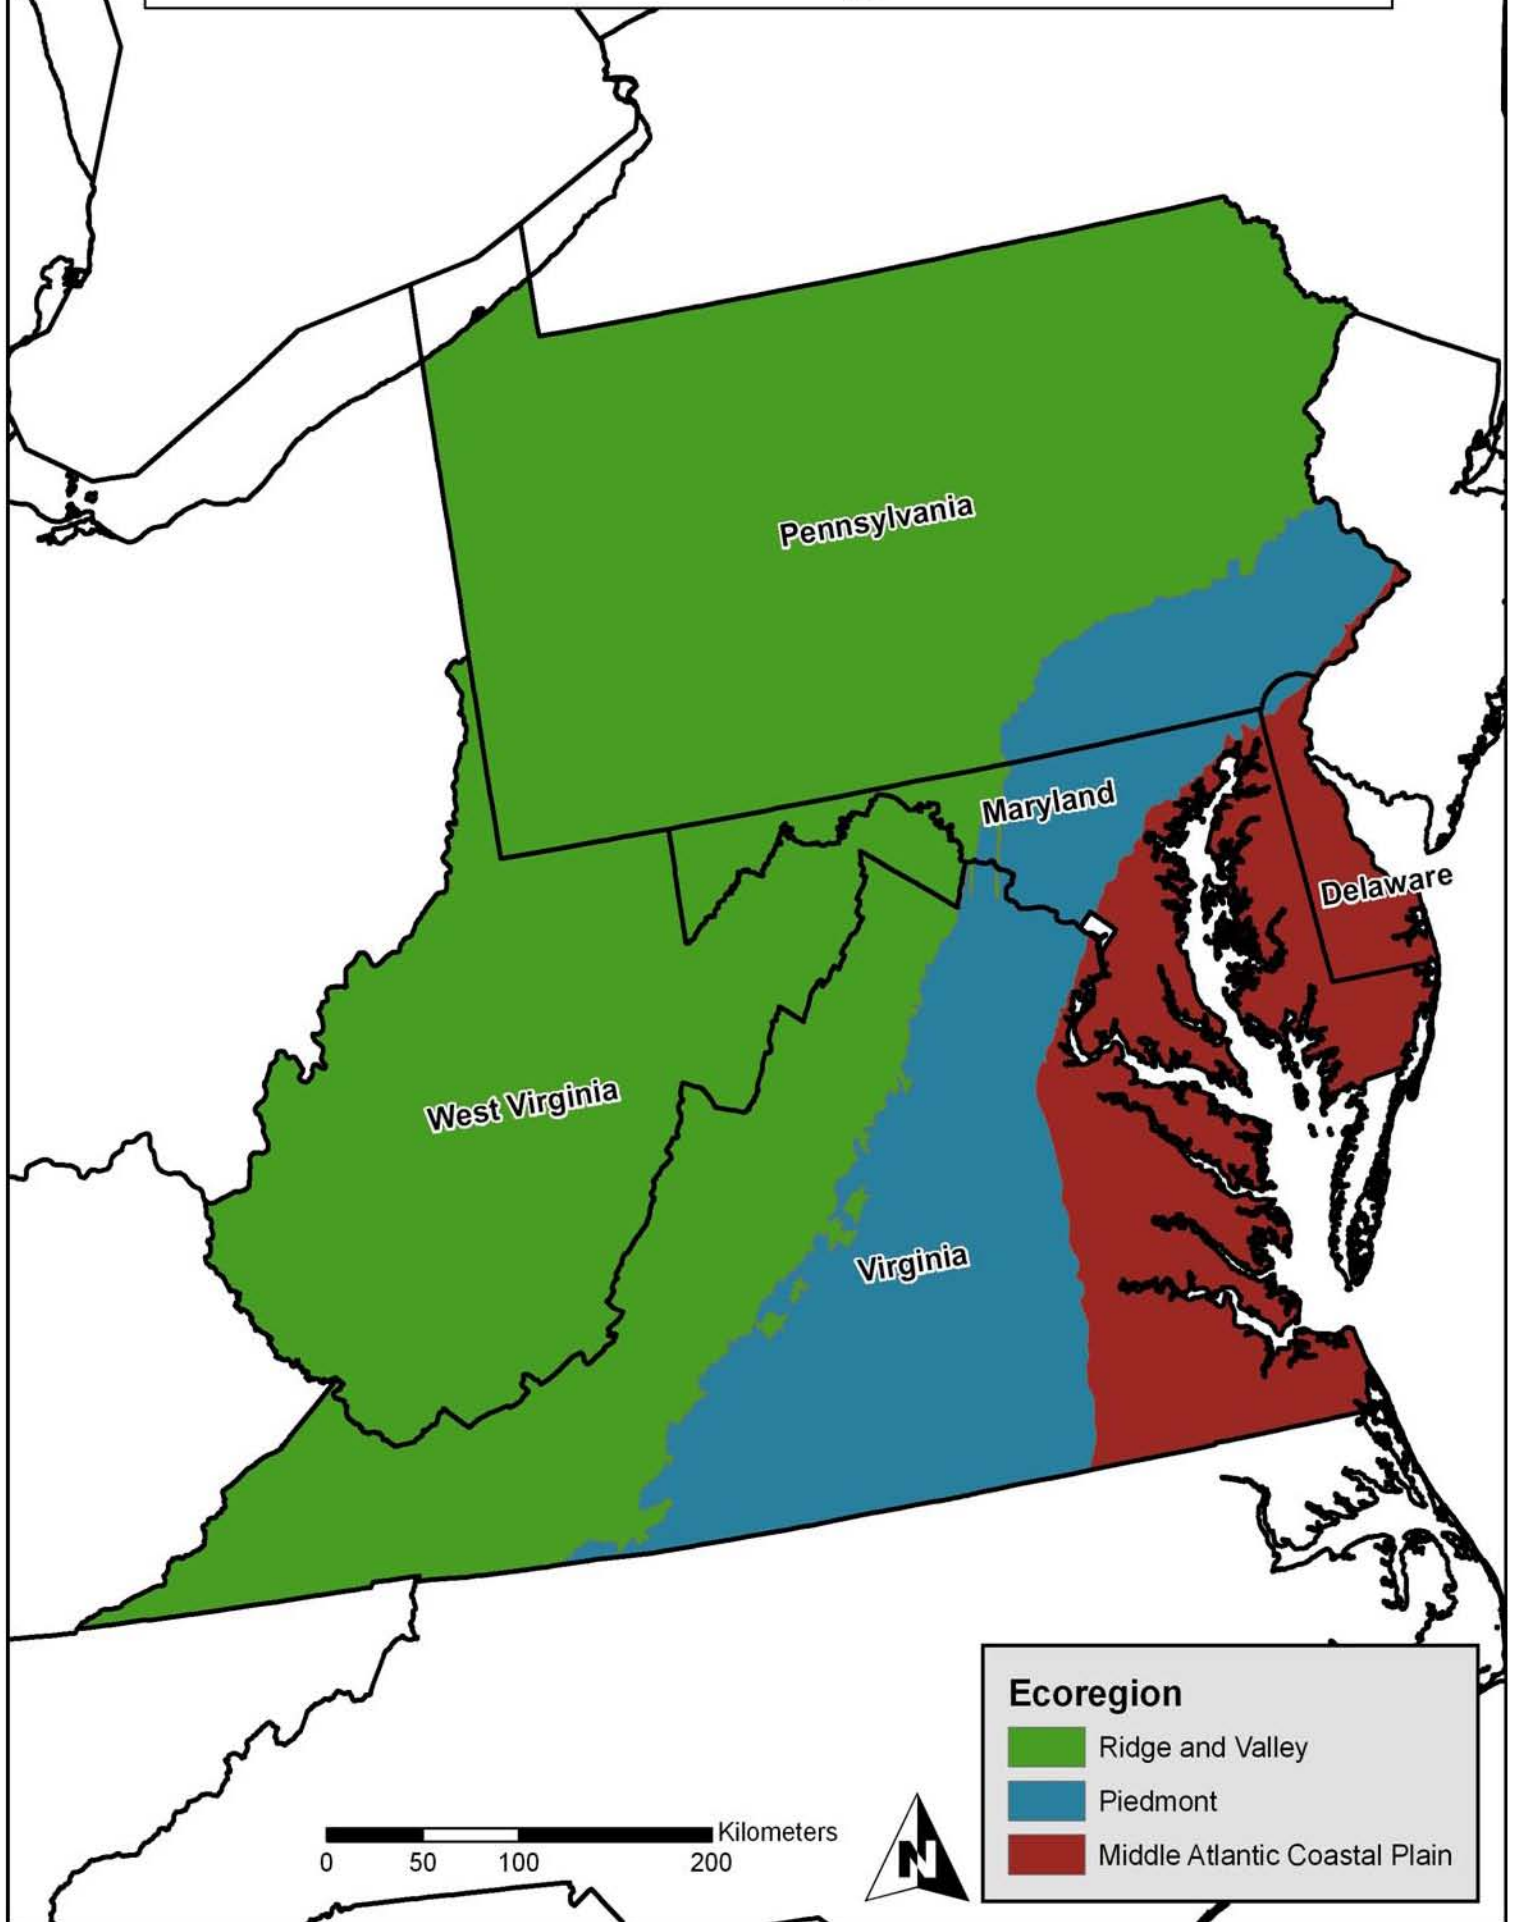 Pennsylvania
Maryland
Delaware
West Virginia
Virginia
Ecoregion
Ridge and Valley
Piedmont
Middle Atlantic Coastal Plain
Kilometers
0 50 100 200
N